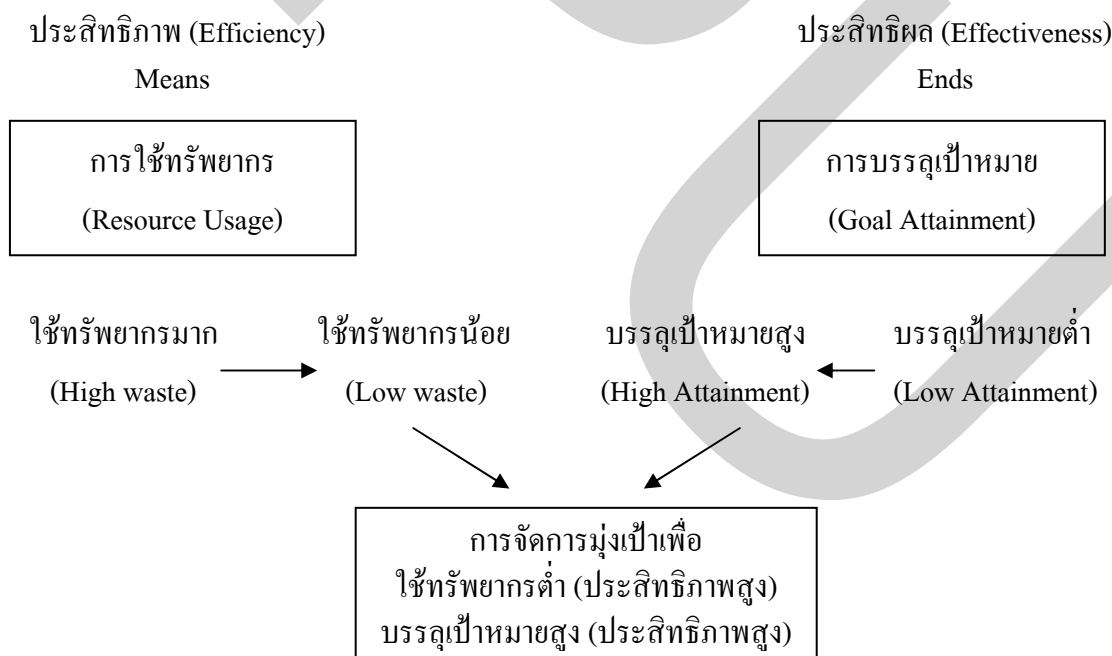 ประสิทธิภาพ (Efficiency)
Means
การใช้ทรัพยากร
(Resource Usage)
ประสิทธิผล (Effectiveness)
Ends
การบรรลุเป้าหมาย
(Goal Attainment)
ใช้ทรัพยากรมาก
(High waste)
ใช้ทรัพยากรน้อย
(Low waste)
บรรลุเป้าหมายสูง
(High Attainment)
บรรลุเป้าหมายต่ำ
(Low Attainment)
การจัดการมุ่งเป้าเพื่อ
ใช้ทรัพยากรต่ำ (ประสิทธิภาพสูง)
บรรลุเป้าหมายสูง (ประสิทธิภาพสูง)